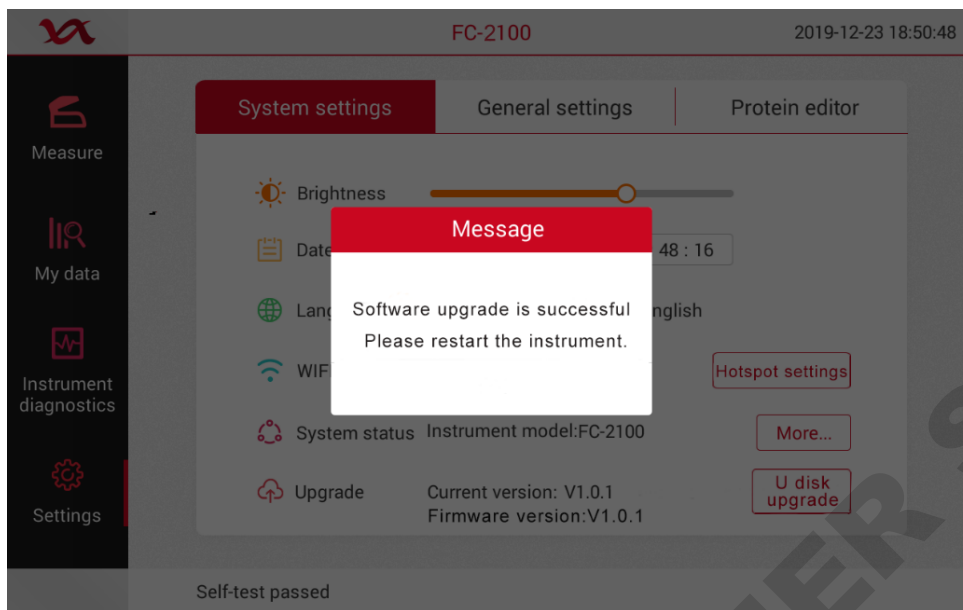 FC-2100
2019-12-23 18:50:48
System settings
General settings
Protein editor
Measure
My data
Instrument
diagnostics
Settings
Brightness
Message
Date
48 : 16
Software upgrade is successful
Please restart the instrument.
Lang
nglish
WIF
Hotspot settings
System status
Instrument model:FC-2100
More...
Upgrade
Current version: V1.0.1
Firmware version:V1.0.1
U disk
upgrade
Self-test passed